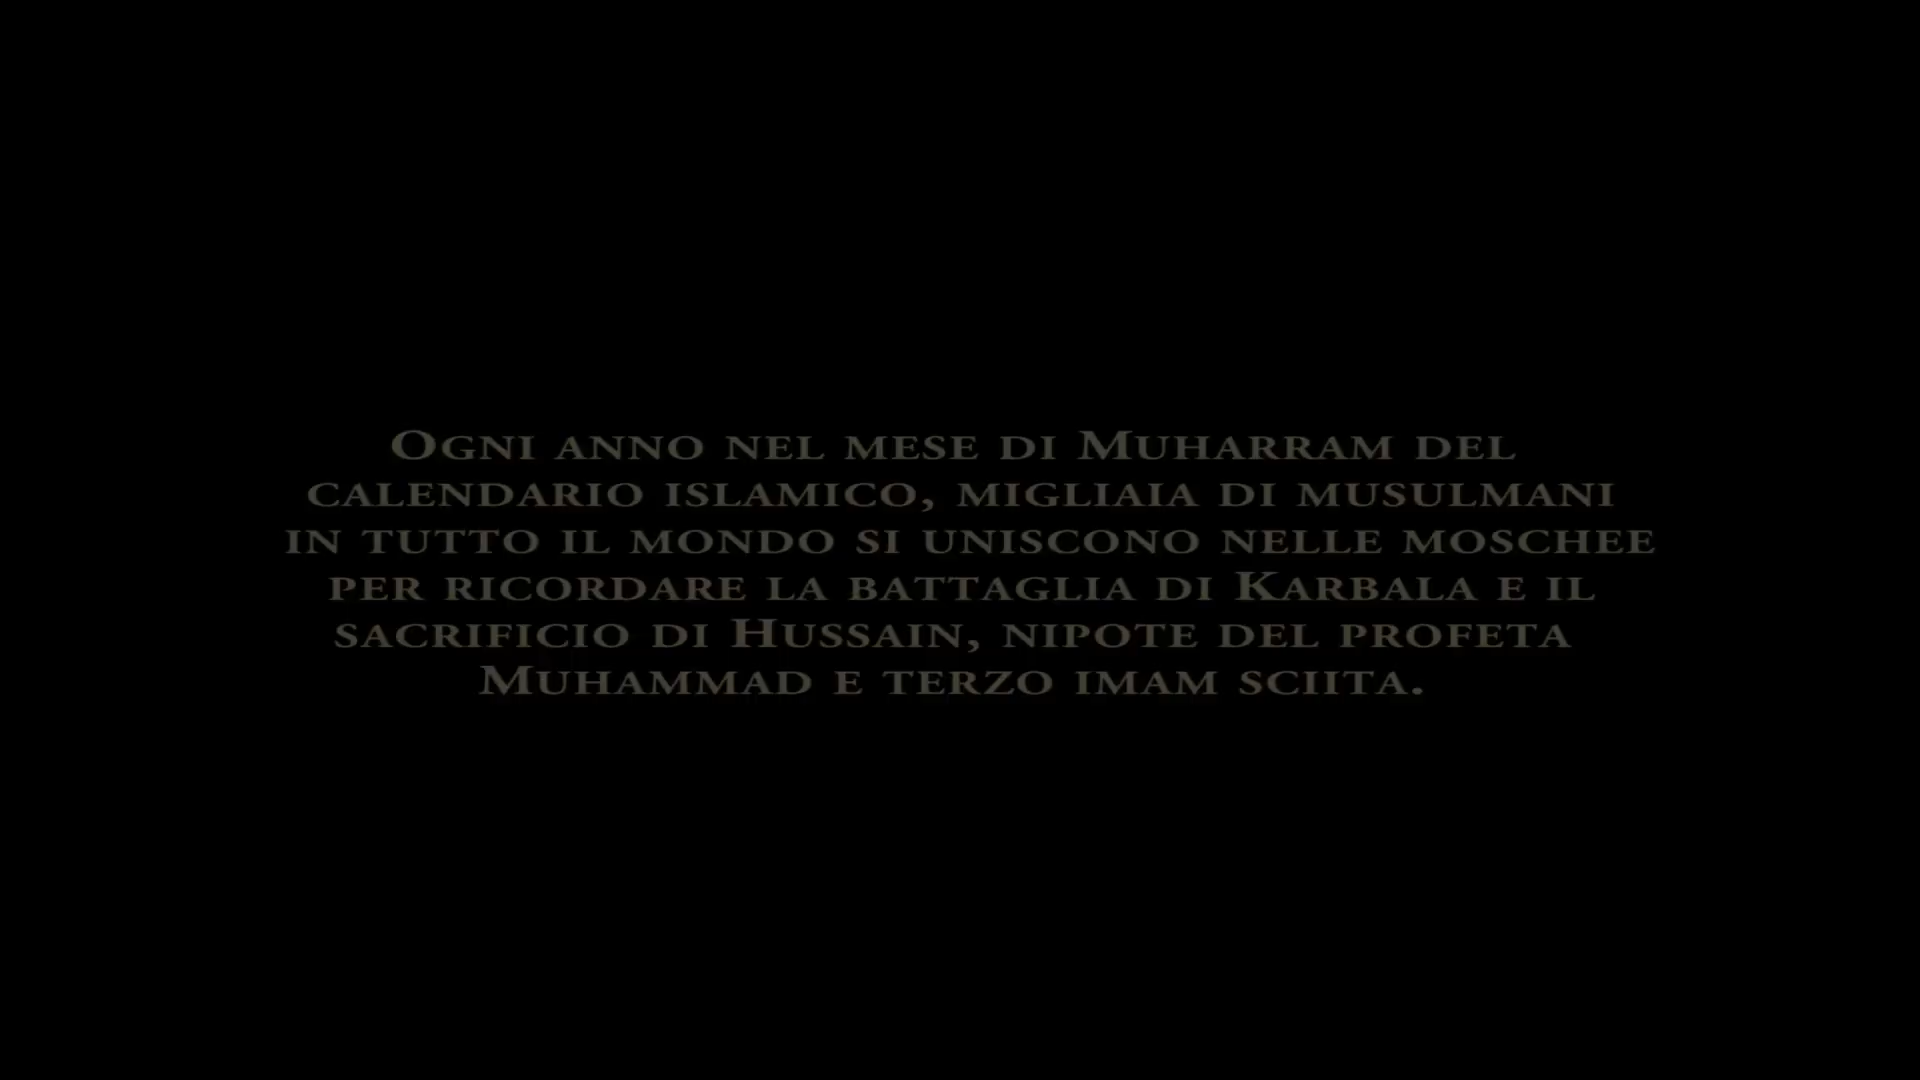 Ogni anno nel mese di Muharram del
calendario islamico, migliaia di musulmani
in tutto il mondo si uniscono nelle moschee
per ricordare la battaglia di Karbala e il
sacrificio di Hussain, nipote del profeta
Muhammad e terzo imam sciita.